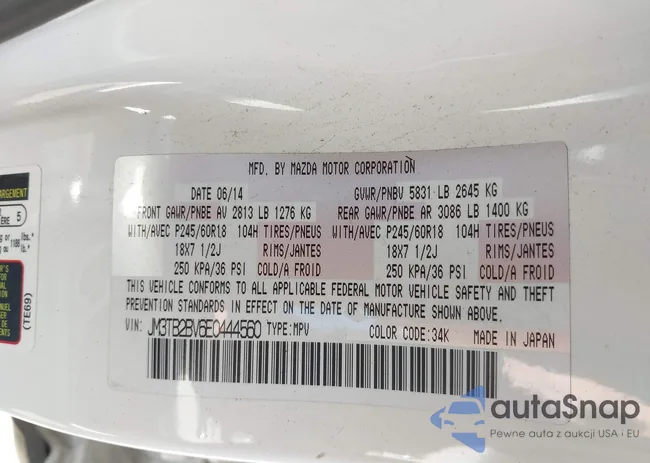 MFD. BY MAZDA MOTOR CORPORATION
DATE 06/14 GVWR/PNBV 5831 LB 2645 KG
FRONT GAWR/PNBE AV 2813 LB 1276 KG REAR GAWR/PNBE AR 3086 LB 1400 KG
WITH/AVEC P245/60R18 104H TIRES/PNEUS WITH/AVEC P245/60R18 104H TIRES/PNEUS
18X7 1/2J RIMS/JANTES 18X7 1/2J RIMS/JANTES
250 KPA/36 PSI COLD/A FROID 250 KPA/36 PSI COLD/A FROID
THIS VEHICLE CONFORMS TO ALL APPLICABLE FEDERAL MOTOR VEHICLE SAFETY AND THEFT
PREVENTION STANDARDS IN EFFECT ON THE DATE OF MANUFACTURE SHOWN ABOVE.
VIN: JM3TB2BV6E0444560 TYPE:MPV COLOR CODE:34K MADE IN JAPAN
5
(TE69)
autaSnap
Pewne auta z aukcji USA i EU